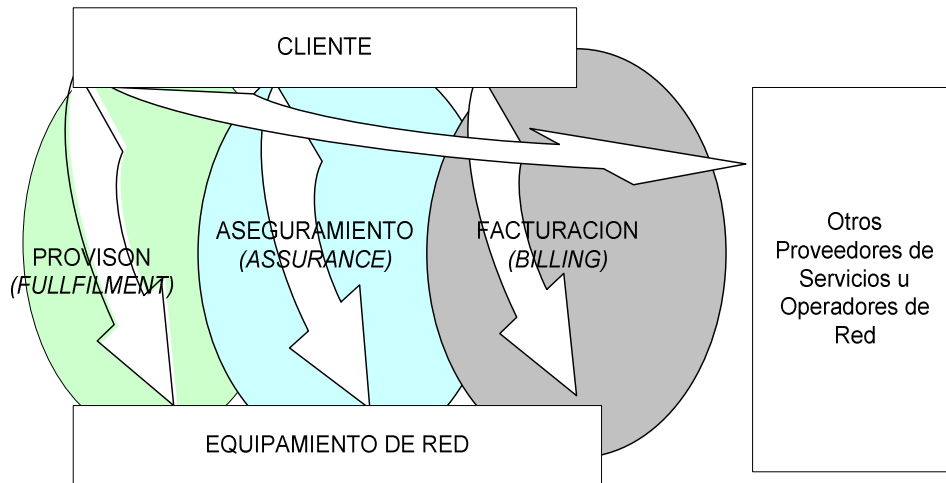 CLIENTE
PROVISON
(FULLFILMENT)
ASEGURAMIENTO
(ASSURANCE)
FACTURACION
(BILLING)
Otros
Proveedores de
Servicios u
Operadores de
Red
EQUIPAMIENTO DE RED